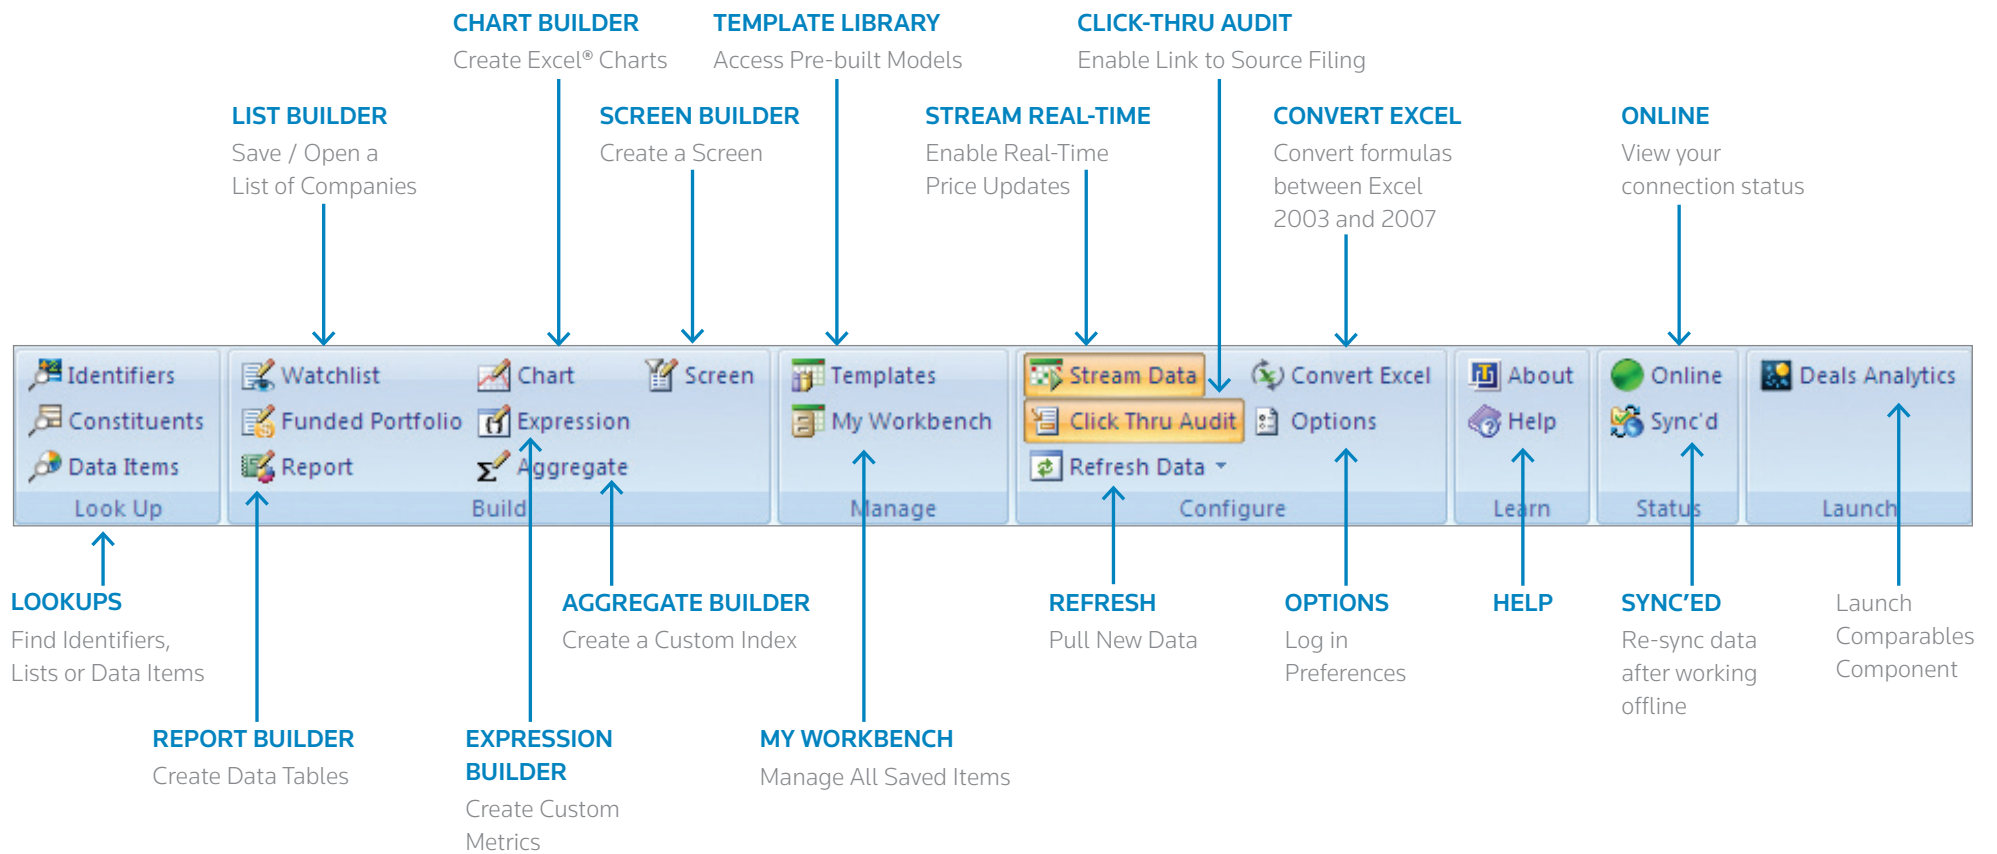 CHART BUILDER
Create Excel® Charts
TEMPLATE LIBRARY
Access Pre-built Models
CLICK-THRU AUDIT
Enable Link to Source Filing
LIST BUILDER
Save / Open a
List of Companies
SCREEN BUILDER
Create a Screen
STREAM REAL-TIME
Enable Real-Time
Price Updates
CONVERT EXCEL
Convert formulas
between Excel
2003 and 2007
ONLINE
View your
connection status
Identifiers
Constituents
Data Items
Look Up
Watchlist
Funded Portfolio
Report
Chart
Expression
Aggregate
Screen
Build
Templates
My Workbench
Manage
Stream Data
Click Thru Audit
Refresh Data
Convert Excel
Options
Configure
About
Help
Learn
Online
Sync'd
Status
Deals Analytics
Launch
LOOKUPS
Find Identifiers,
Lists or Data Items
AGGREGATE BUILDER
Create a Custom Index
REFRESH
Pull New Data
OPTIONS
Log in
Preferences
HELP
SYNC’ED
Re-sync data
after working
offline
Launch
Comparables
Component
REPORT BUILDER
Create Data Tables
EXPRESSION
BUILDER
Create Custom
Metrics
MY WORKBENCH
Manage All Saved Items